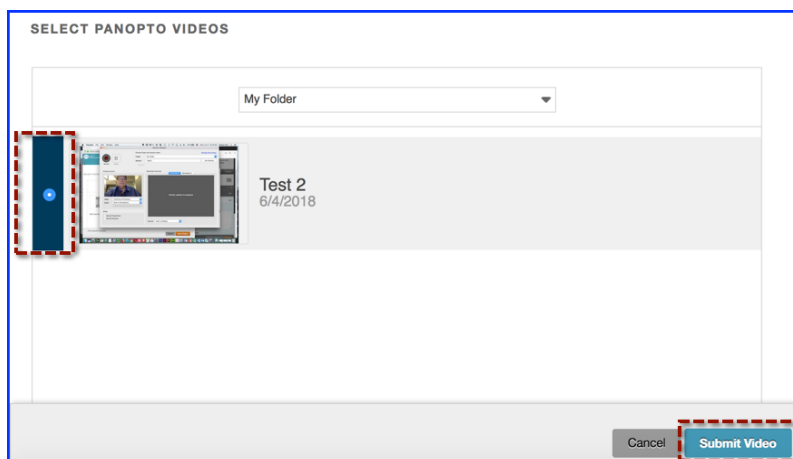 SELECT PANOPTO VIDEOS
My Folder
Test 2
6/4/2018
Cancel
Submit Video